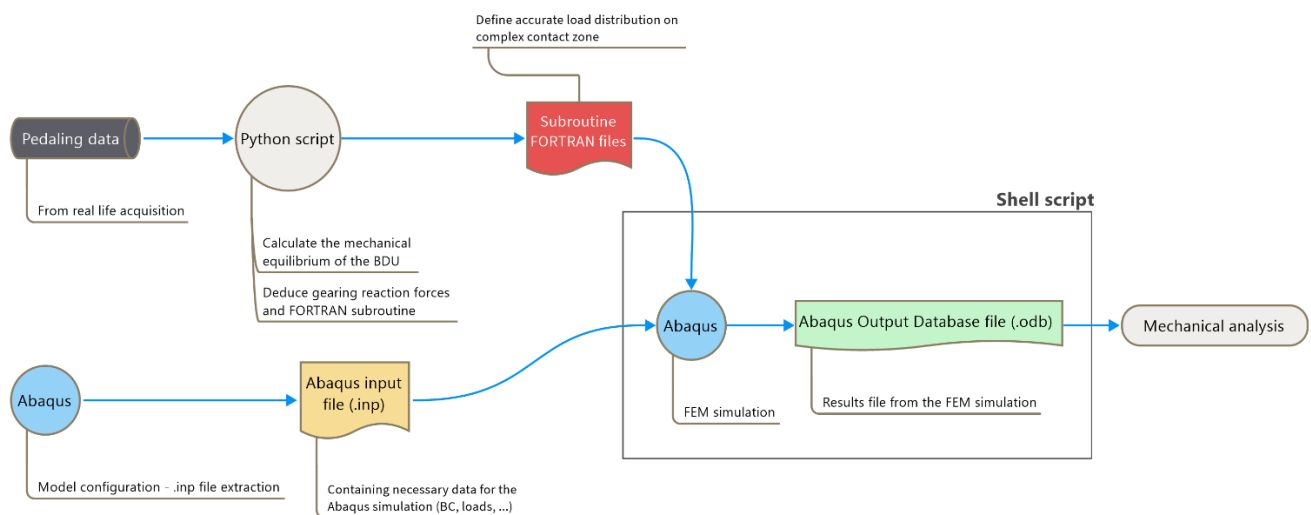 Define accurate load distribution on
complex contact zone
Pedaling data
Python script
Subroutine
FORTRAN files
From real life acquisition
Calculate the mechanical
equilibrium of the BDU
Deduce gearing reaction forces
and FORTRAN subroutine
Shell script
Abaqus
Abaqus Output Database file (.odb)
Mechanical analysis
FEM simulation
Results file from the FEM simulation
Abaqus
Abaqus input
file (.inp)
Model configuration - .inp file extraction
Containing necessary data for the
Abaqus simulation (BC, loads, ...)